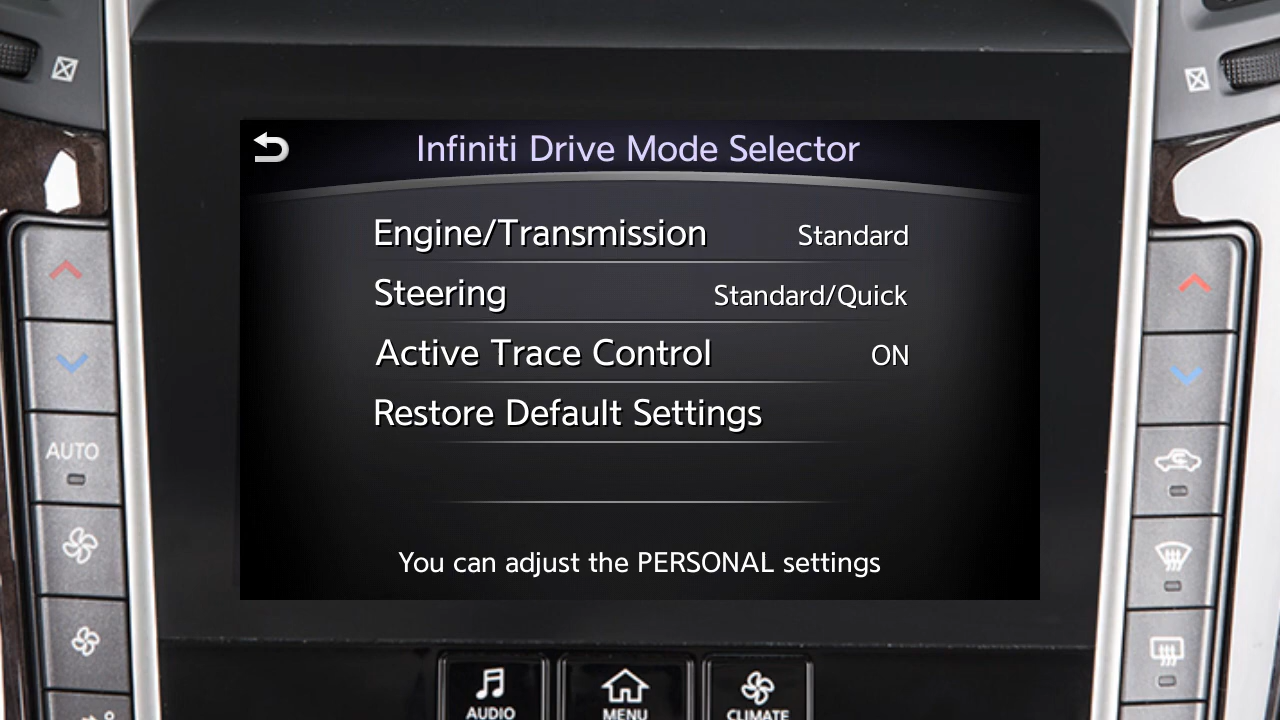 Infiniti Drive Mode Selector
Engine/Transmission Standard
Steering Standard/Quick
Active Trace Control ON
Restore Default Settings
You can adjust the PERSONAL settings
AUTO
AUDIO
MENU
CLIMATE